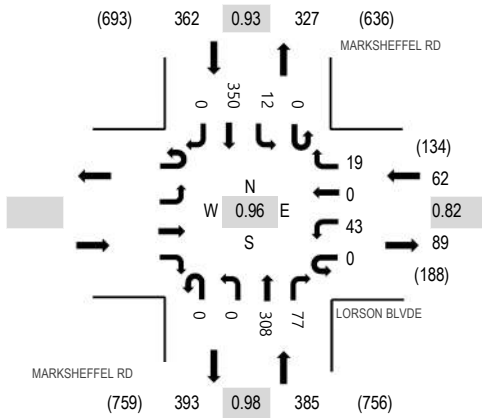 (693) 362 0.93 327 (636)
MARKSHEFFEL RD
0 350 12 0
19
(134)
0
62
N
W 0.96 E
S
43
0.82
0
89
(188)
0 0 308 77
LORSON BLVDE
MARKSHEFFEL RD
(759) 393 0.98 385 (756)